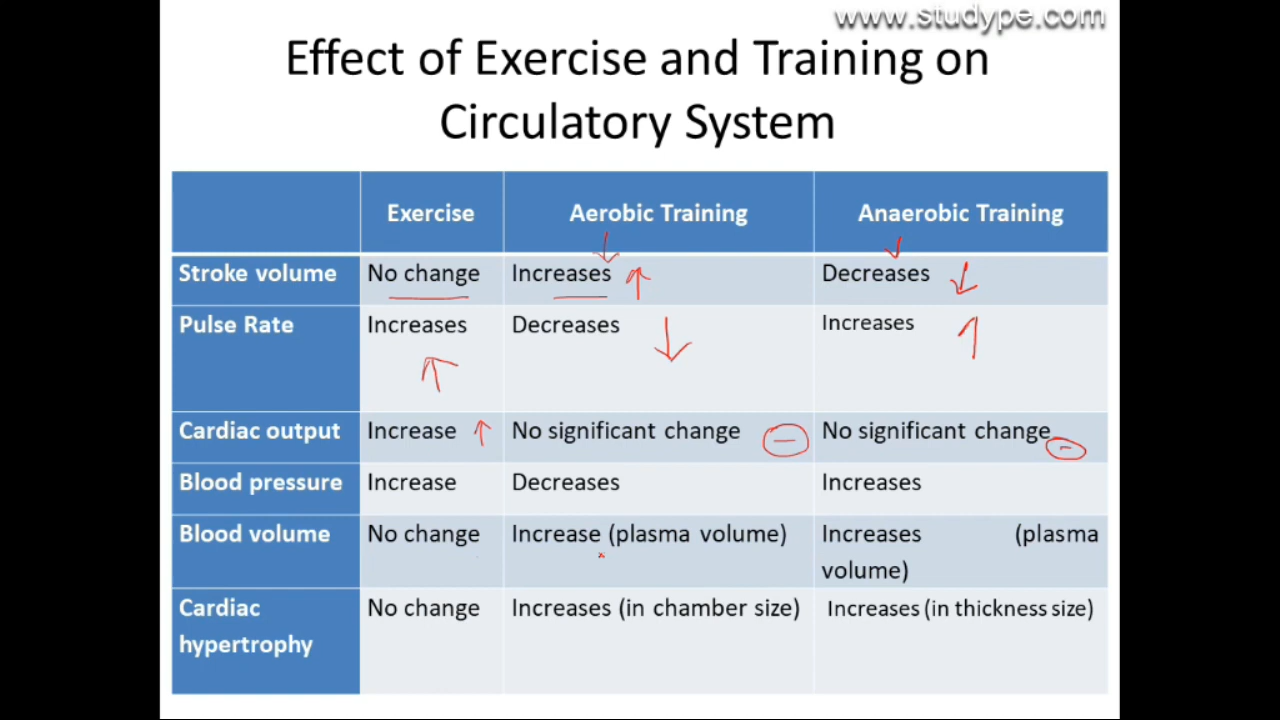 www.studype.com
Effect of Exercise and Training on
Circulatory System
Exercise Aerobic Training Anaerobic Training
Stroke volume No change Increases Decreases
Pulse Rate Increases Decreases Increases
Cardiac output Increase No significant change No significant change
Blood pressure Increase Decreases Increases
Blood volume No change Increase (plasma volume) Increases (plasma
volume)
Cardiac No change Increases (in chamber size) Increases (in thickness size)
hypertrophy